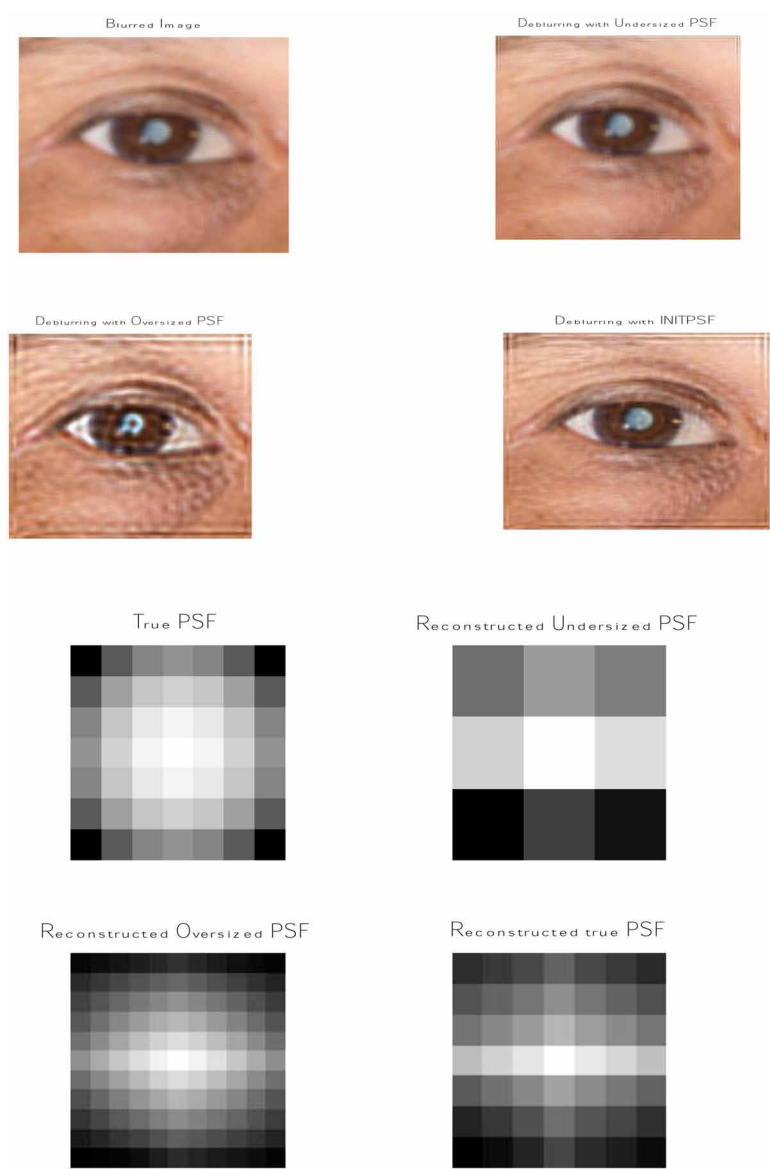 Blurred Image
Deblurring with Undersized PSF
Deblurring with Oversized PSF
Deblurring with INITPSF
True PSF
Reconstructed Undersized PSF
Reconstructed Oversized PSF
Reconstructed true PSF